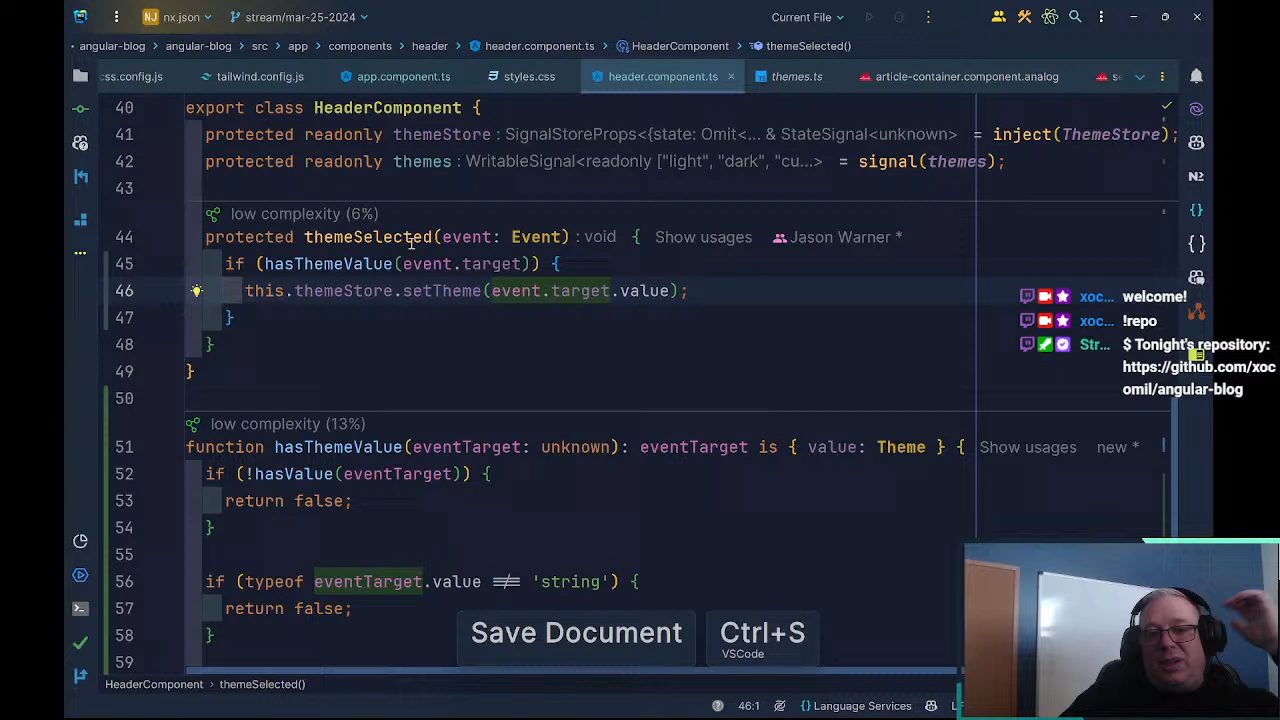 NJ nx.json
stream/mar-25-2024
Current File
angular-blog
angular-blog
src
app
components
header
header.component.ts
HeaderComponent
themeSelected()
css.config.js
tailwind.config.js
app.component.ts
styles.css
header.component.ts
themes.ts
article-container.component.analog
40 export class HeaderComponent {
41 protected readonly themeStore : SignalStoreProps<{state: Omit<... & StateSignal<unknown> = inject(ThemeStore);
42 protected readonly themes : WritableSignal<readonly ["light", "dark", "cu...> = signal(themes);
43
low complexity (6%)
44 protected themeSelected(event: Event) : void { Show usages Jason Warner *
45 if (hasThemeValue(event.target)) {
46 this.themeStore.setTheme(event.target.value);
47 }
48 }
49 }
50
low complexity (13%)
51 function hasThemeValue(eventTarget: unknown): eventTarget is { value: Theme } { Show usages new *
52 if (!hasValue(eventTarget)) {
53 return false;
54 }
55
56 if (typeof eventTarget.value !== 'string') {
57 return false;
58 }
59
N2
xoc... welcome!
xoc... !repo
Str... $ Tonight's repository:
https://github.com/xoc
omil/angular-blog
Save Document
Ctrl+S
VSCode
HeaderComponent
themeSelected()
46:1
{} Language Services